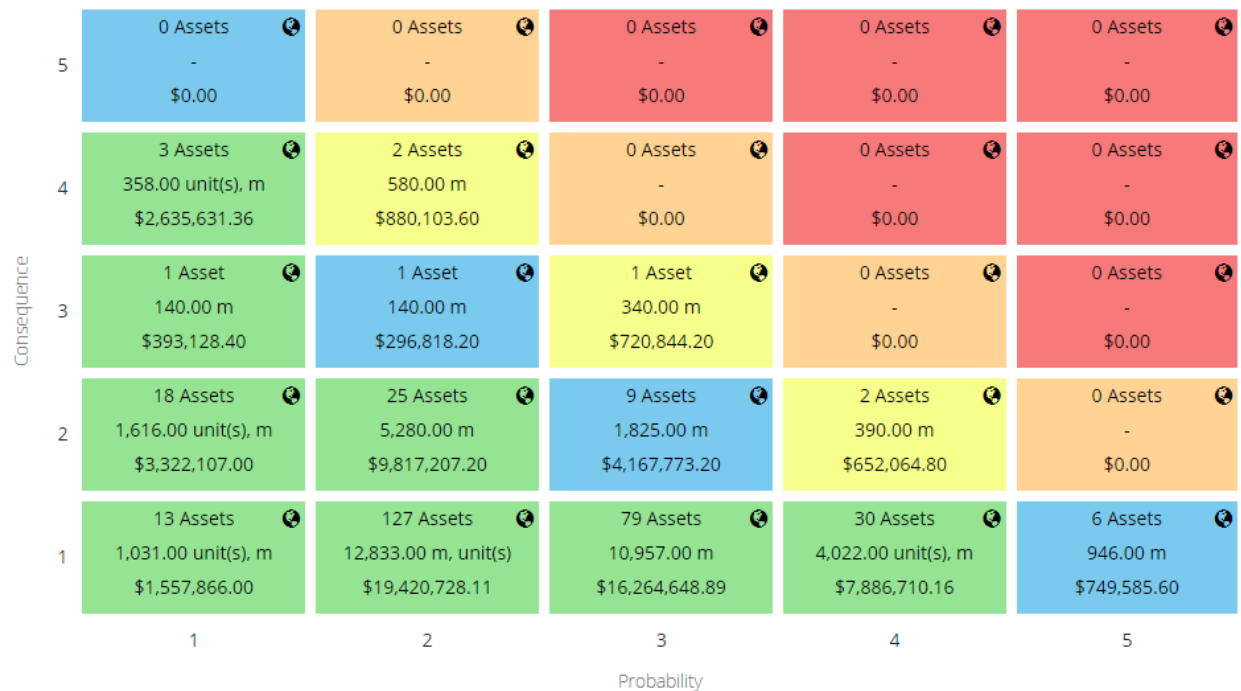 0 Assets 0 Assets 0 Assets 0 Assets 0 Assets
5 - - - - -
$0.00 $0.00 $0.00 $0.00 $0.00
3 Assets 2 Assets 0 Assets 0 Assets 0 Assets
4 358.00 unit(s), m 580.00 m - - -
$2,635,631.36 $880,103.60 $0.00 $0.00 $0.00
Consequence
1 Asset 1 Asset 1 Asset 0 Assets 0 Assets
3 140.00 m 140.00 m 340.00 m - -
$393,128.40 $296,818.20 $720,844.20 $0.00 $0.00
18 Assets 25 Assets 9 Assets 2 Assets 0 Assets
2 1,616.00 unit(s), m 5,280.00 m 1,825.00 m 390.00 m -
$3,322,107.00 $9,817,207.20 $4,167,773.20 $652,064.80 $0.00
13 Assets 127 Assets 79 Assets 30 Assets 6 Assets
1 1,031.00 unit(s), m 12,833.00 m, unit(s) 10,957.00 m 4,022.00 unit(s), m 946.00 m
$1,557,866.00 $19,420,728.11 $16,264,648.89 $7,886,710.16 $749,585.60
1 2 3 4 5
Probability